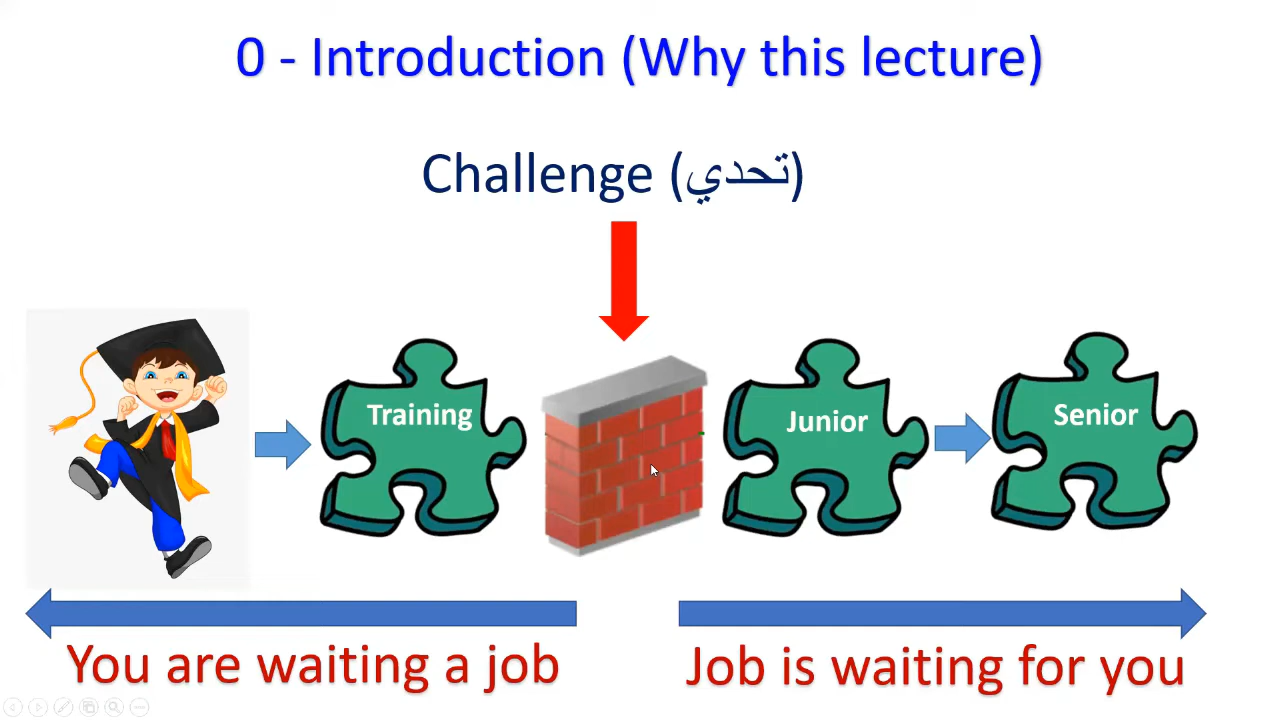 0 - Introduction (Why this lecture)
Challenge (تحدي)
Training
Junior
Senior
You are waiting a job
Job is waiting for you